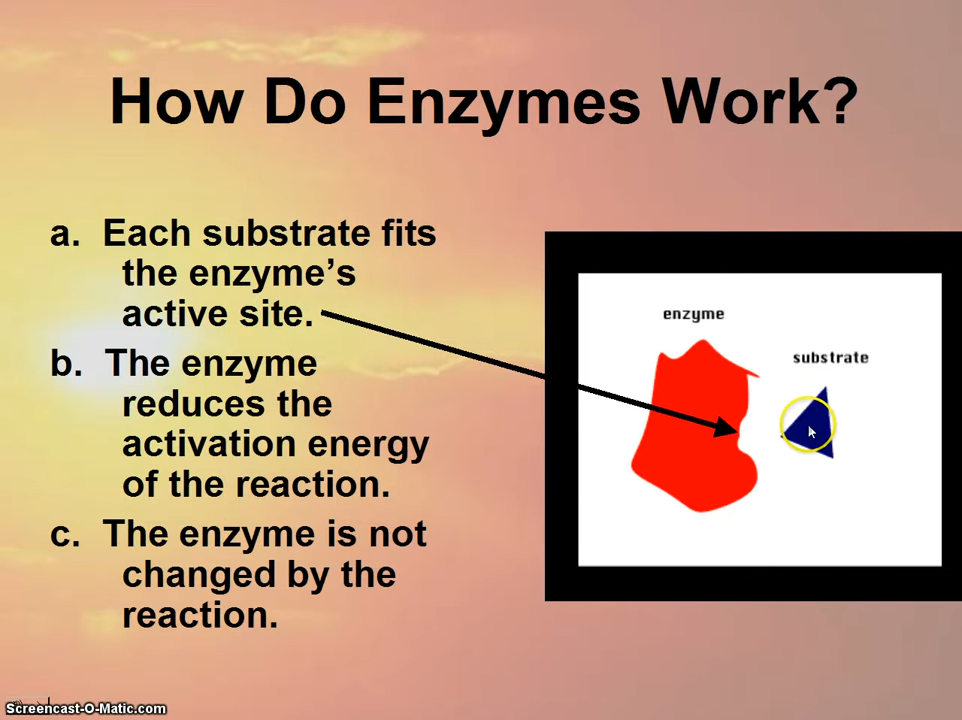 How Do Enzymes Work?
a. Each substrate fits
the enzyme’s
active site.
b. The enzyme
reduces the
activation energy
of the reaction.
c. The enzyme is not
changed by the
reaction.
enzyme
substrate
Screencast-O-Matic.com